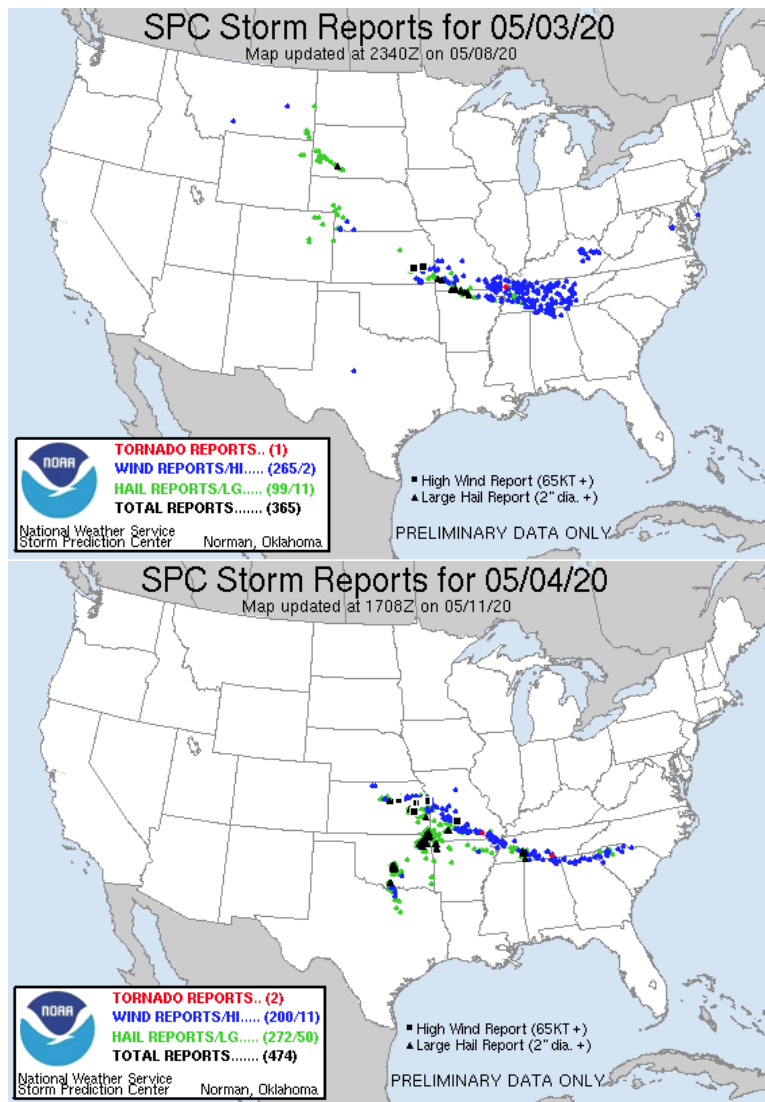 SPC Storm Reports for 05/03/20
Map updated at 2340Z on 05/08/20
NOAA
TORNADO REPORTS.. (1)
WIND REPORTS/HI..... (265/2)
HAIL REPORTS/LG..... (99/11)
TOTAL REPORTS....... (365)
National Weather Service
Storm Prediction Center Norman, Oklahoma
High Wind Report (65KT +)
Large Hail Report (2" dia. +)
PRELIMINARY DATA ONLY
SPC Storm Reports for 05/04/20
Map updated at 1708Z on 05/11/20
NOAA
TORNADO REPORTS.. (2)
WIND REPORTS/HI..... (200/11)
HAIL REPORTS/LG..... (272/50)
TOTAL REPORTS....... (474)
National Weather Service
Storm Prediction Center Norman, Oklahoma
High Wind Report (65KT +)
Large Hail Report (2" dia. +)
PRELIMINARY DATA ONLY